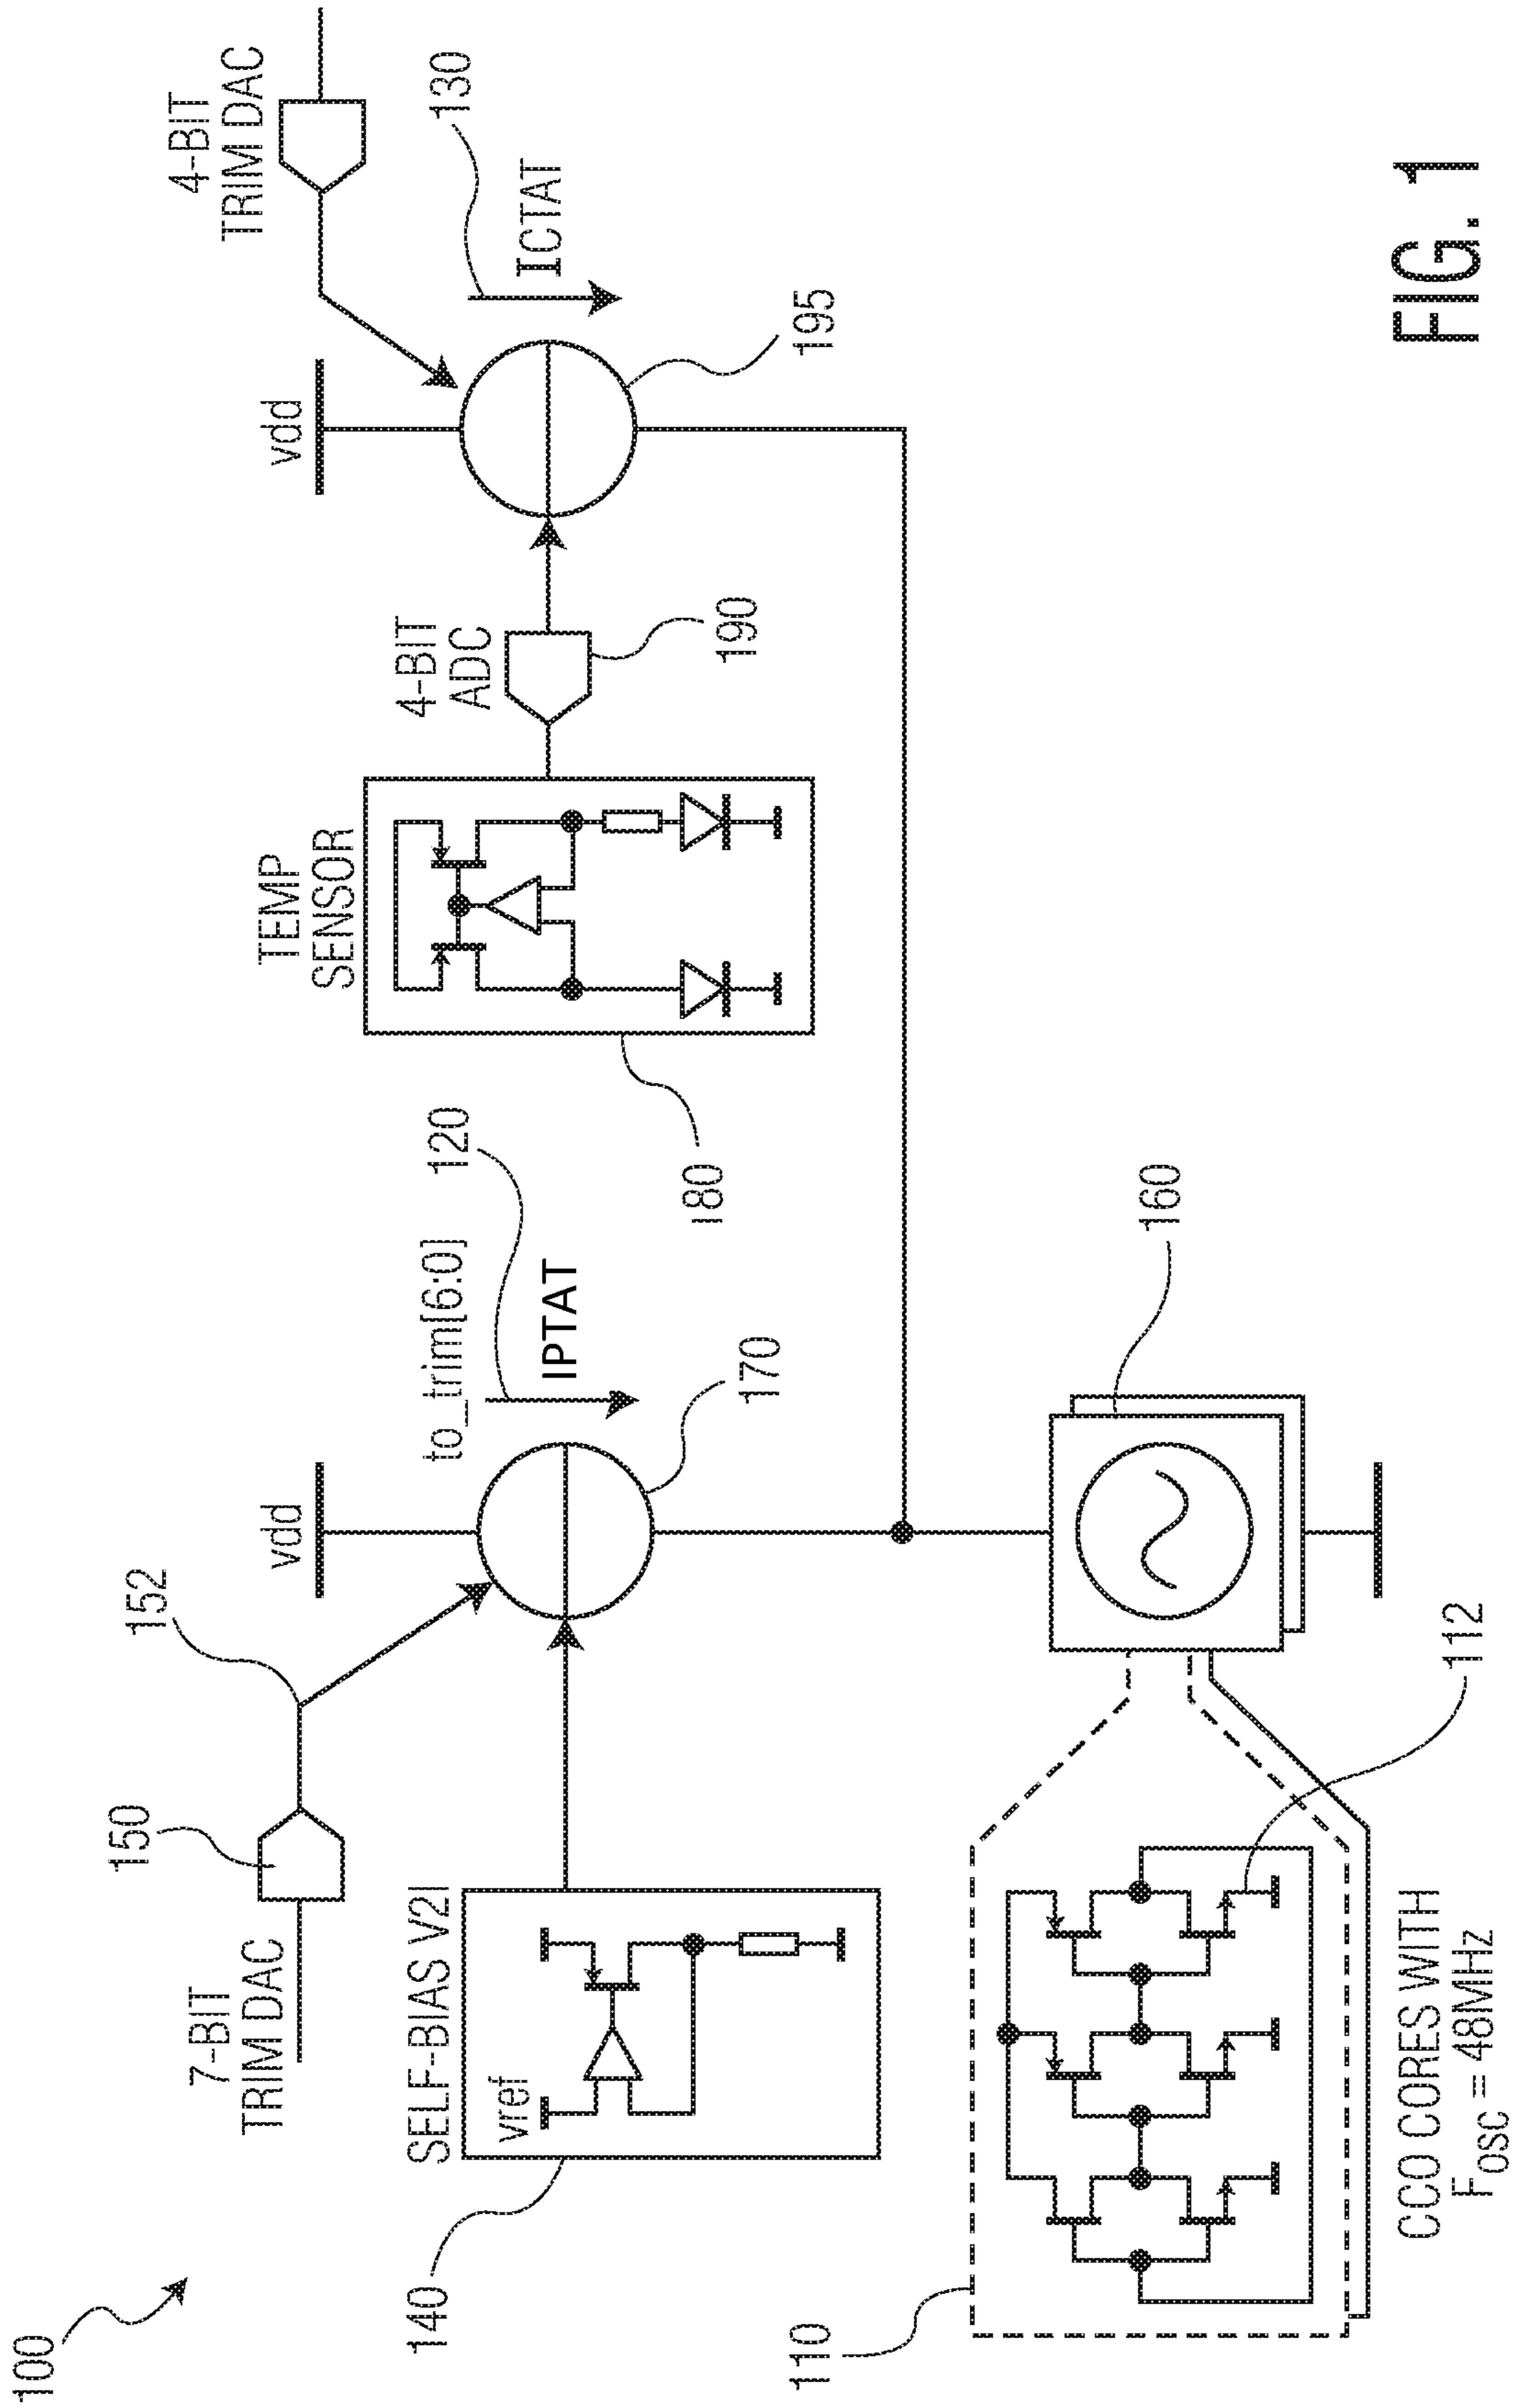 100
7-BIT
TRIM DAC
150
152
vdd
to_trim[6:0]
120
IPTAT
170
140
SELF-BIAS V2I
vref
TEMP
SENSOR
180
4-BIT
ADC
190
vdd
4-BIT
TRIM DAC
130
ICTAT
195
110
112
160
CCO CORES WITH
FOSC = 48MHz
FIG. 1